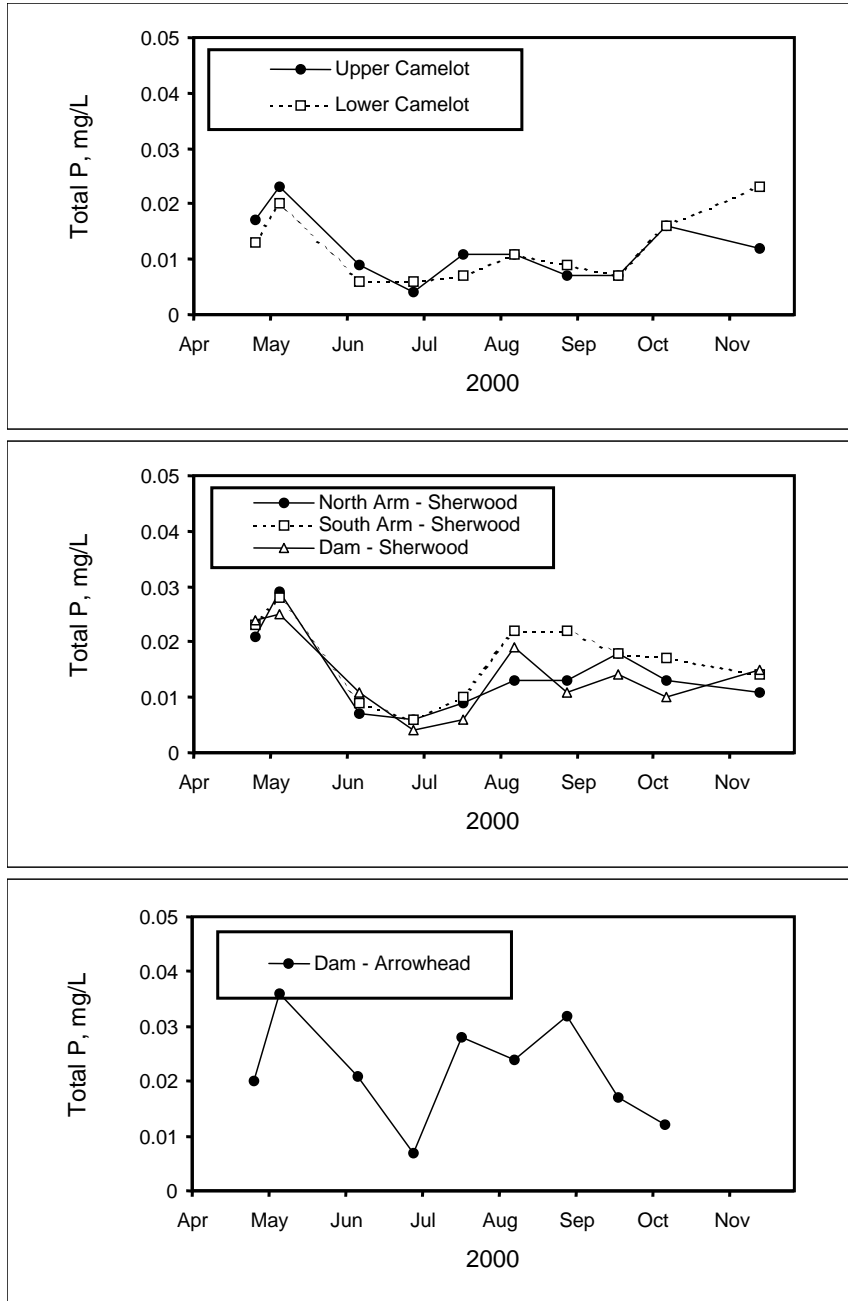 0.05
0.04
0.03
0.02
0.01
0
Total P, mg/L
Upper Camelot
Lower Camelot
Apr May Jun Jul Aug Sep Oct Nov
2000
0.05
0.04
0.03
0.02
0.01
0
Total P, mg/L
North Arm - Sherwood
South Arm - Sherwood
Dam - Sherwood
Apr May Jun Jul Aug Sep Oct Nov
2000
0.05
0.04
0.03
0.02
0.01
0
Total P, mg/L
Dam - Arrowhead
Apr May Jun Jul Aug Sep Oct Nov
2000